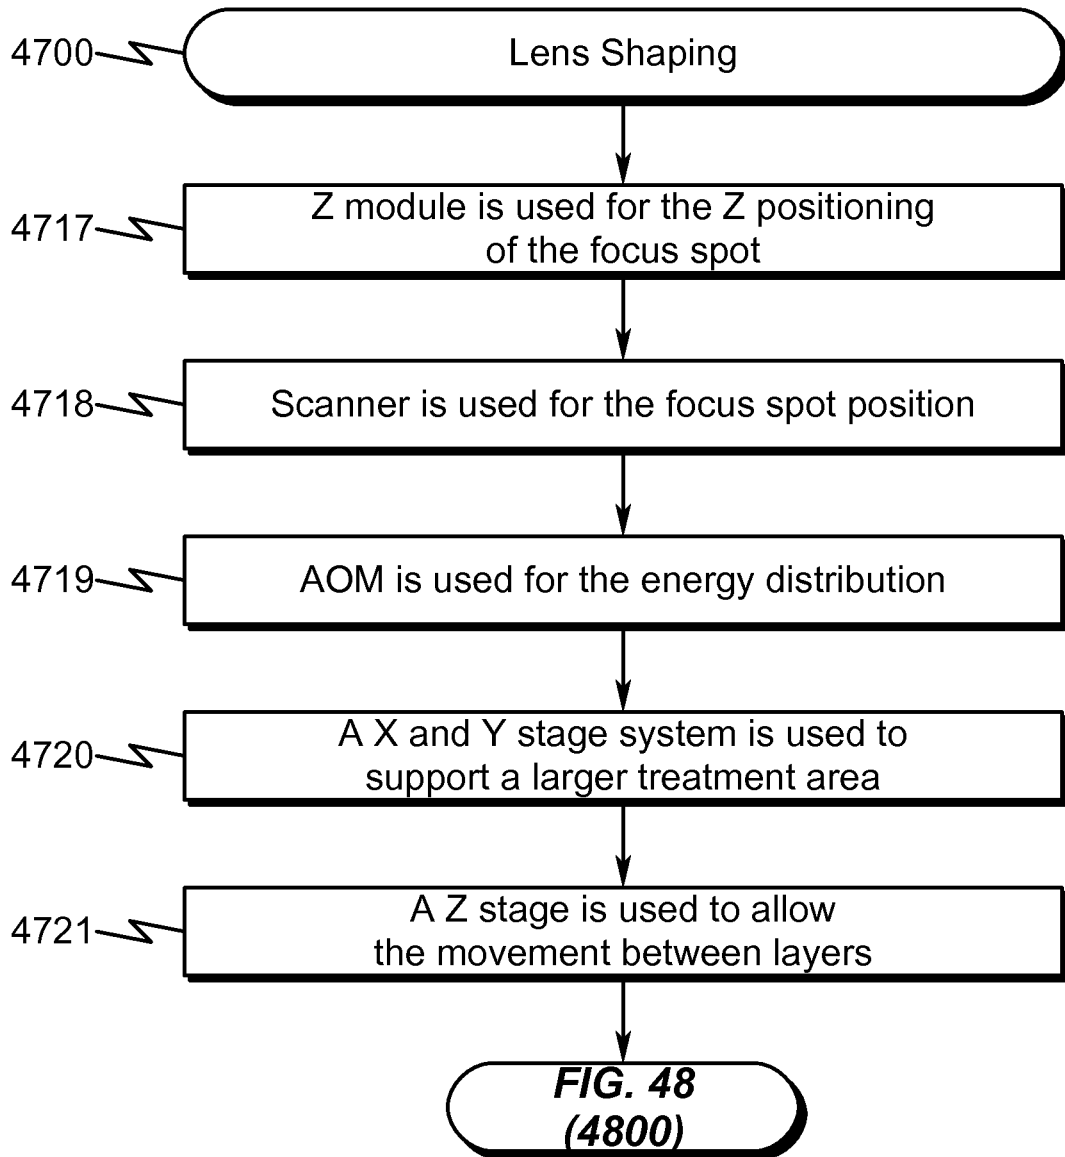 4700
Lens Shaping
4717
Z module is used for the Z positioning
of the focus spot
4718
Scanner is used for the focus spot position
4719
AOM is used for the energy distribution
4720
A X and Y stage system is used to
support a larger treatment area
4721
A Z stage is used to allow
the movement between layers
FIG. 48
(4800)